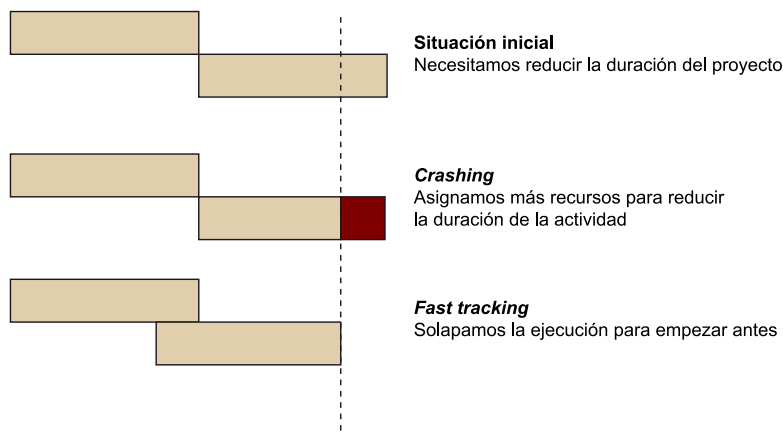 Situación inicial
Necesitamos reducir la duración del proyecto
Crashing
Asignamos más recursos para reducir
la duración de la actividad
Fast tracking
Solapamos la ejecución para empezar antes